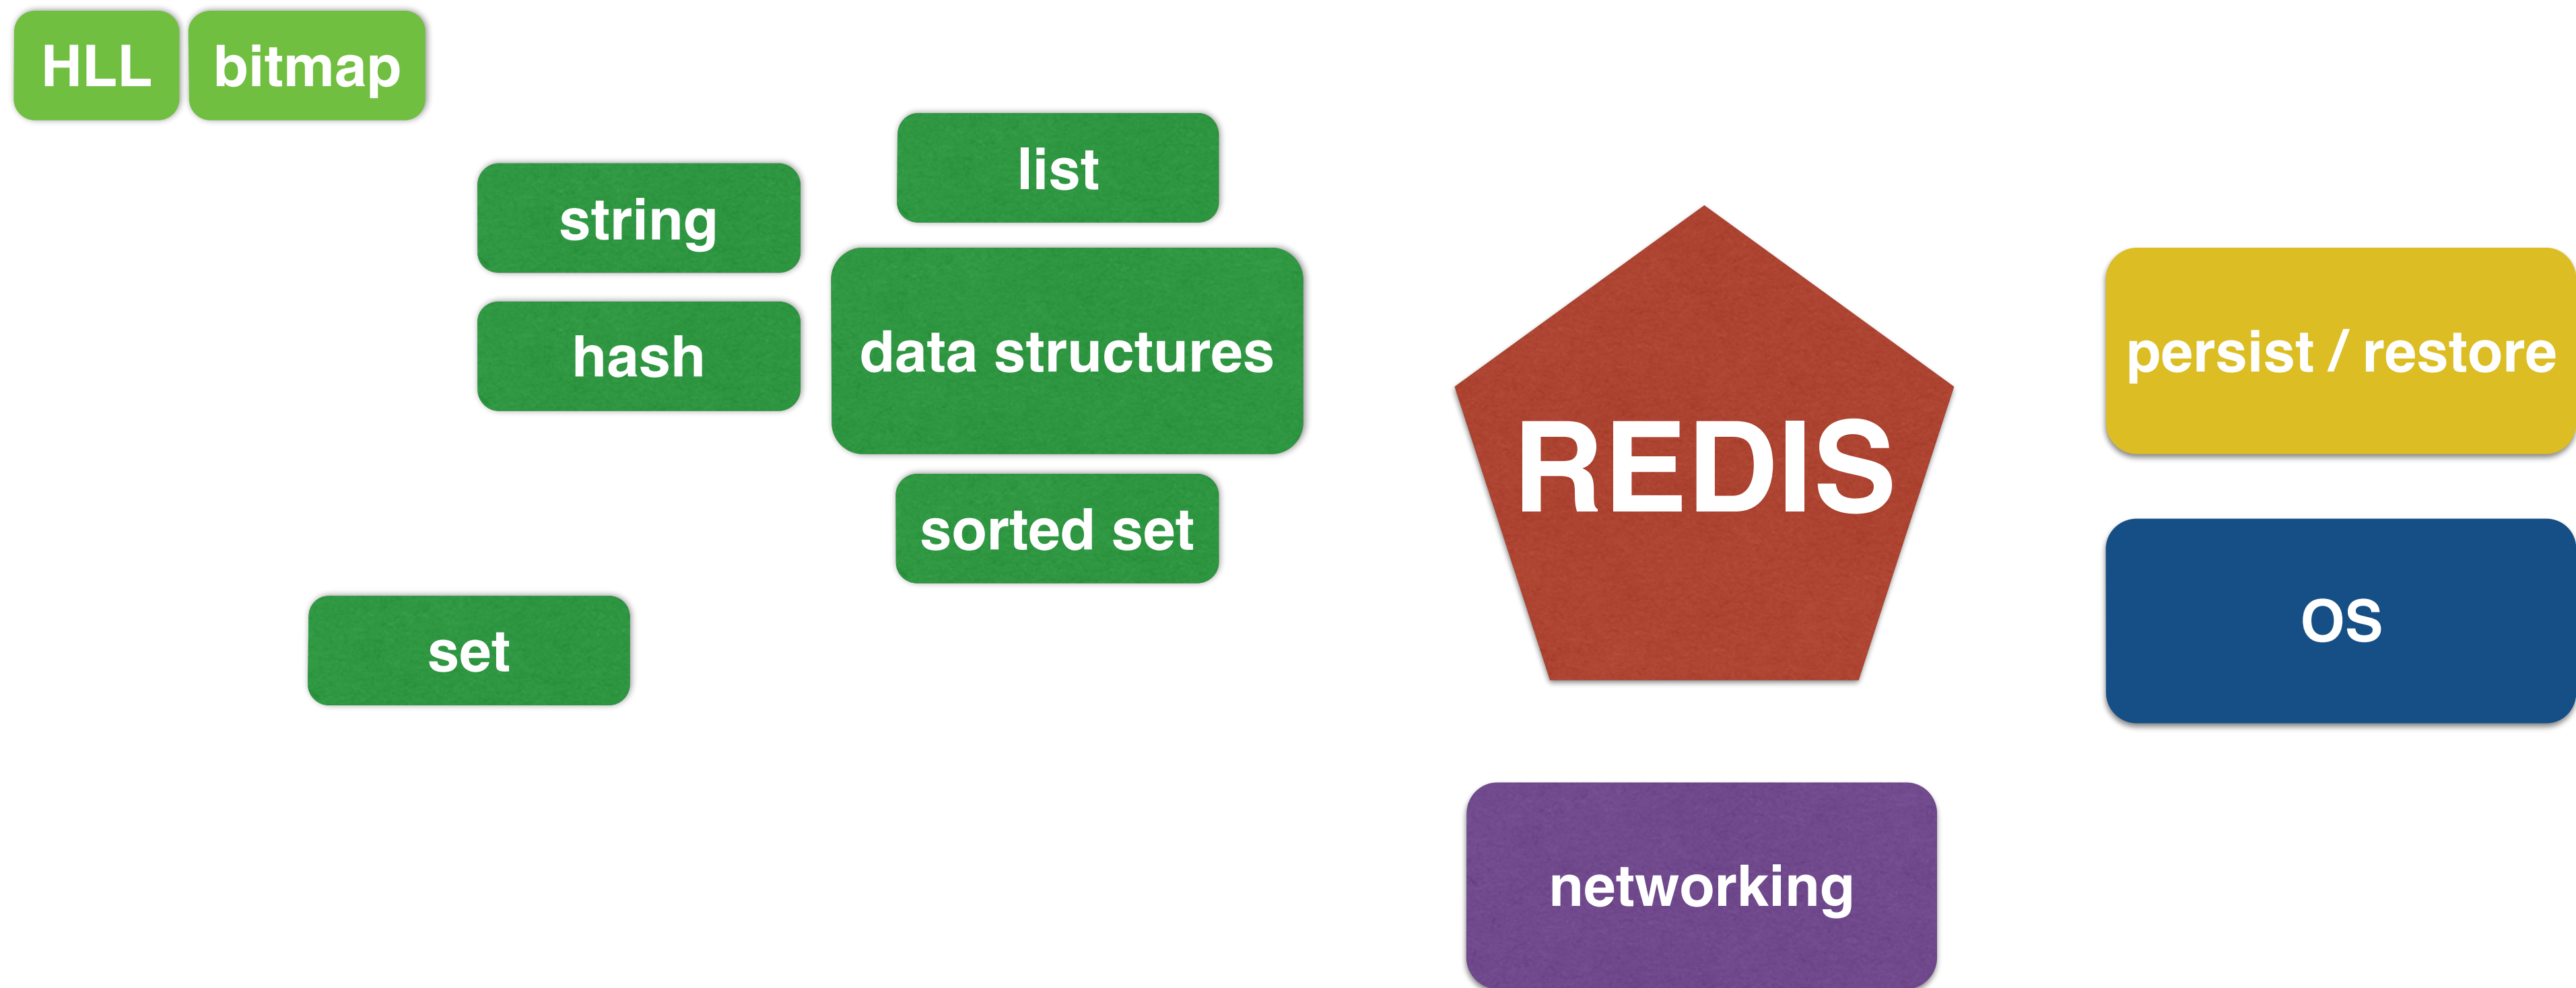 HLL
bitmap
list
string
hash
data structures
sorted set
set
REDIS
persist / restore
OS
networking